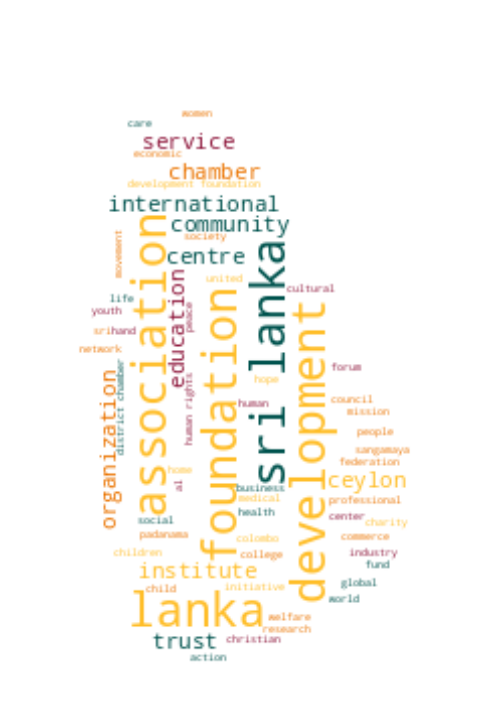 women
care
service
economic
chamber
development foundation
international
community
society
movement
association
centre
sri lanka
education
united
foundation
cultural
life
youth
peace
development
sri
hand
network
district chamber
forum
organization
human rights
hope
human
council
mission
people
sangamaya
federation
home
al
business
medical
ceylon
professional
health
center
charity
social
padanama
colombo
commerce
children
college
industry
fund
institute
child
initiative
global
world
lanka
welfare
research
trust
christian
action